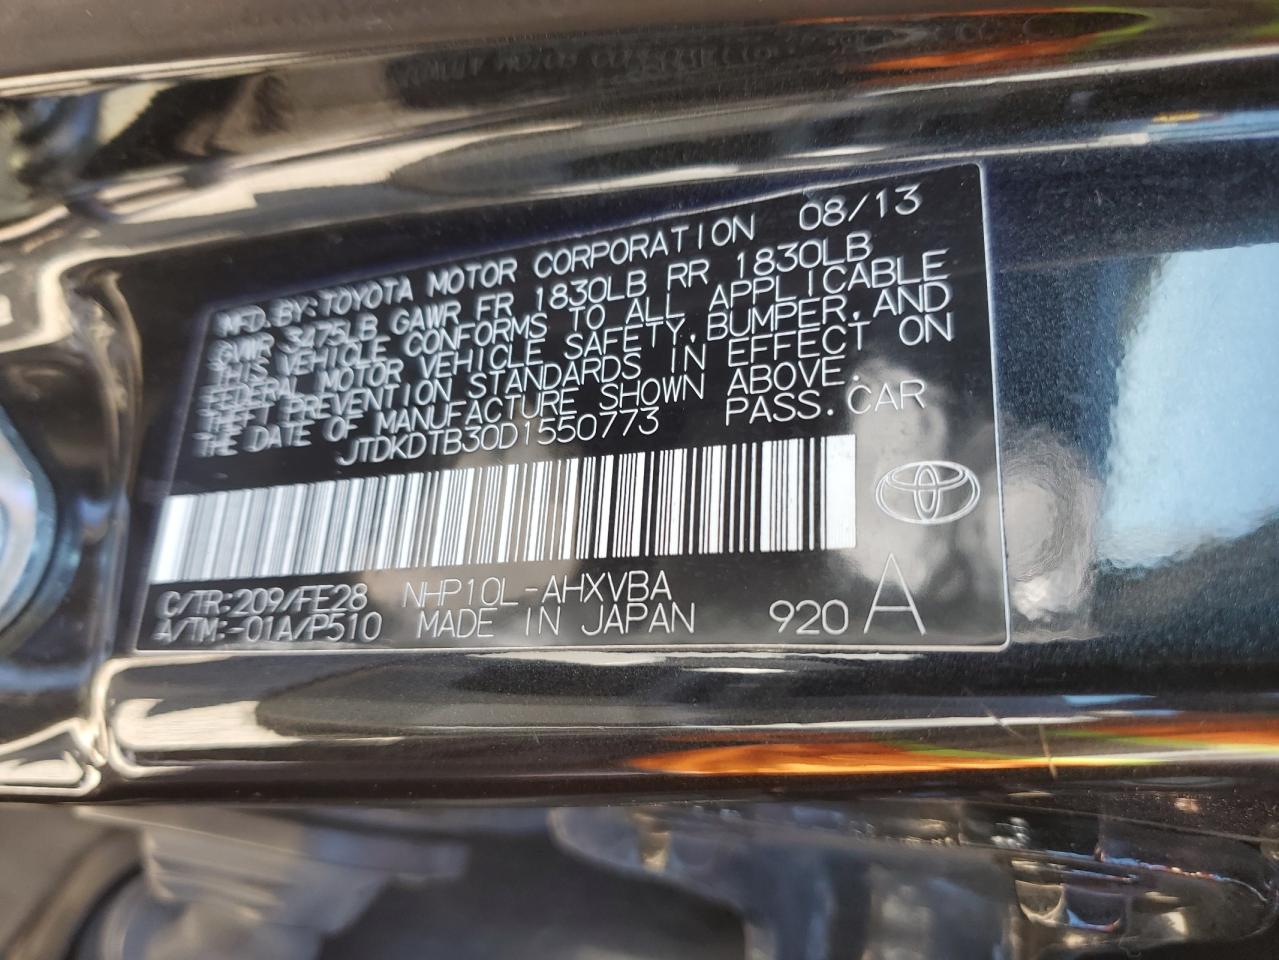 MFD.BY:TOYOTA MOTOR CORPORATION 08/13
GVWR 3475LB GAWR FR 1830LB RR 1830LB
THIS VEHICLE CONFORMS TO ALL APPLICABLE
FEDERAL MOTOR VEHICLE SAFETY,BUMPER,AND
THEFT PREVENTION STANDARDS IN EFFECT ON
THE DATE OF MANUFACTURE SHOWN ABOVE.
JTDKDTB30D1550773 PASS.CAR
C/TR:209/FE28 NHP10L-AHXVBA
A/TM:-01A/P510 MADE IN JAPAN 920 A